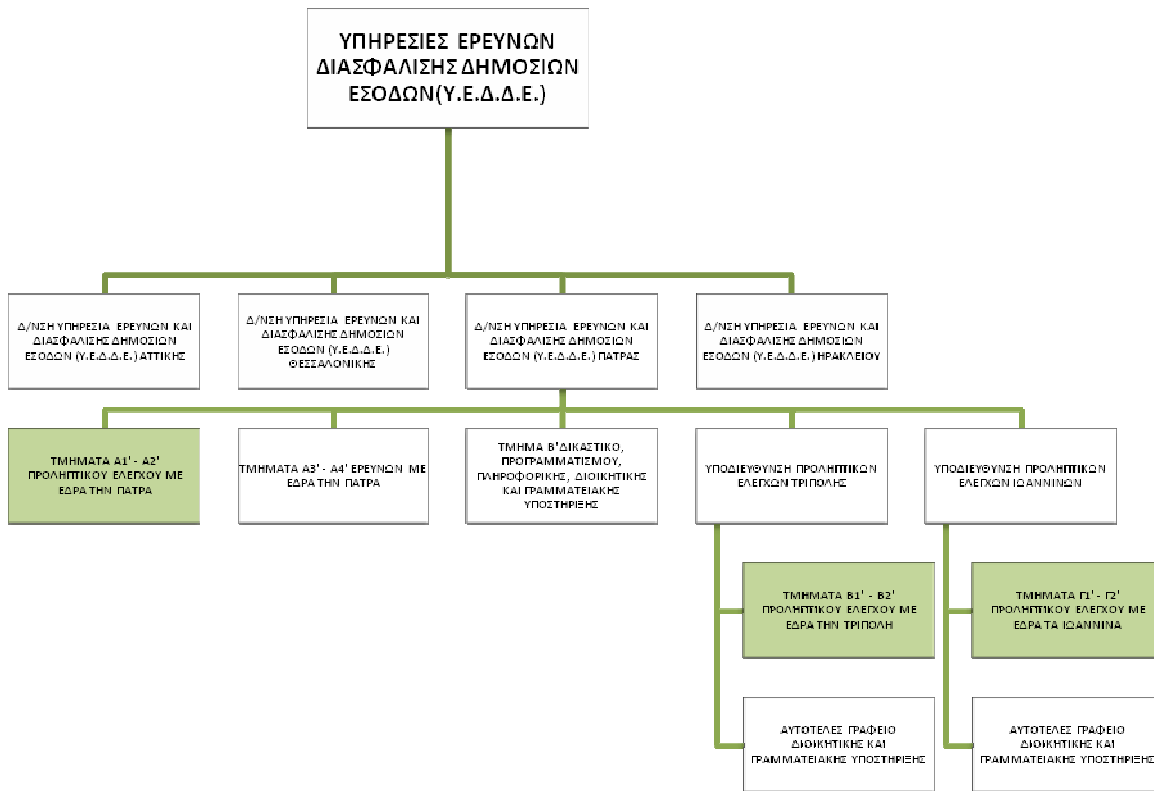 ΥΠΗΡΕΣΙΕΣ ΕΡΕΥΝΩΝ
ΔΙΑΣΦΑΛΙΣΗΣ ΔΗΜΟΣΙΩΝ
ΕΣΟΔΩΝ(Υ.Ε.Δ.Δ.Ε.)
Δ/ΝΣΗ ΥΠΗΡΕΣΙΑ ΕΡΕΥΝΩΝ ΚΑΙ
ΔΙΑΣΦΑΛΙΣΗΣ ΔΗΜΟΣΙΩΝ
ΕΣΟΔΩΝ (Υ.Ε.Δ.Δ.Ε.) ΑΤΤΙΚΗΣ
Δ/ΝΣΗ ΥΠΗΡΕΣΙΑ ΕΡΕΥΝΩΝ ΚΑΙ
ΔΙΑΣΦΑΛΙΣΗΣ ΔΗΜΟΣΙΩΝ
ΕΣΟΔΩΝ (Υ.Ε.Δ.Δ.Ε.)
ΘΕΣΣΑΛΟΝΙΚΗΣ
Δ/ΝΣΗ ΥΠΗΡΕΣΙΑ ΕΡΕΥΝΩΝ ΚΑΙ
ΔΙΑΣΦΑΛΙΣΗΣ ΔΗΜΟΣΙΩΝ
ΕΣΟΔΩΝ (Υ.Ε.Δ.Δ.Ε.) ΠΑΤΡΑΣ
Δ/ΝΣΗ ΥΠΗΡΕΣΙΑ ΕΡΕΥΝΩΝ ΚΑΙ
ΔΙΑΣΦΑΛΙΣΗΣ ΔΗΜΟΣΙΩΝ
ΕΣΟΔΩΝ (Υ.Ε.Δ.Δ.Ε.) ΗΡΑΚΛΕΙΟΥ
ΤΜΗΜΑΤΑ Α1' - Α2'
ΠΡΟΛΗΠΤΙΚΟΥ ΕΛΕΓΧΟΥ ΜΕ
ΕΔΡΑ ΤΗΝ ΠΑΤΡΑ
ΤΜΗΜΑΤΑ Α3' - Α4' ΕΡΕΥΝΩΝ ΜΕ
ΕΔΡΑ ΤΗΝ ΠΑΤΡΑ
ΤΜΗΜΑ Β' ΔΙΚΑΣΤΙΚΟ,
ΠΡΟΓΡΑΜΜΑΤΙΣΜΟΥ,
ΠΛΗΡΟΦΟΡΙΚΗΣ, ΔΙΟΙΚΗΤΙΚΗΣ
ΚΑΙ ΓΡΑΜΜΑΤΕΙΑΚΗΣ
ΥΠΟΣΤΗΡΙΞΗΣ
ΥΠΟΔΙΕΥΘΥΝΣΗ ΠΡΟΛΗΠΤΙΚΩΝ
ΕΛΕΓΧΩΝ ΤΡΙΠΟΛΗΣ
ΥΠΟΔΙΕΥΘΥΝΣΗ ΠΡΟΛΗΠΤΙΚΩΝ
ΕΛΕΓΧΩΝ ΙΩΑΝΝΙΝΩΝ
ΤΜΗΜΑΤΑ Β1' - Β2'
ΠΡΟΛΗΠΤΙΚΟΥ ΕΛΕΓΧΟΥ ΜΕ
ΕΔΡΑ ΤΗΝ ΤΡΙΠΟΛΗ
ΤΜΗΜΑΤΑ Γ1' - Γ2'
ΠΡΟΛΗΠΤΙΚΟΥ ΕΛΕΓΧΟΥ ΜΕ
ΕΔΡΑ ΤΑ ΙΩΑΝΝΙΝΑ
ΑΥΤΟΤΕΛΕΣ ΓΡΑΦΕΙΟ
ΔΙΟΙΚΗΤΙΚΗΣ ΚΑΙ
ΓΡΑΜΜΑΤΕΙΑΚΗΣ ΥΠΟΣΤΗΡΙΞΗΣ
ΑΥΤΟΤΕΛΕΣ ΓΡΑΦΕΙΟ
ΔΙΟΙΚΗΤΙΚΗΣ ΚΑΙ
ΓΡΑΜΜΑΤΕΙΑΚΗΣ ΥΠΟΣΤΗΡΙΞΗΣ